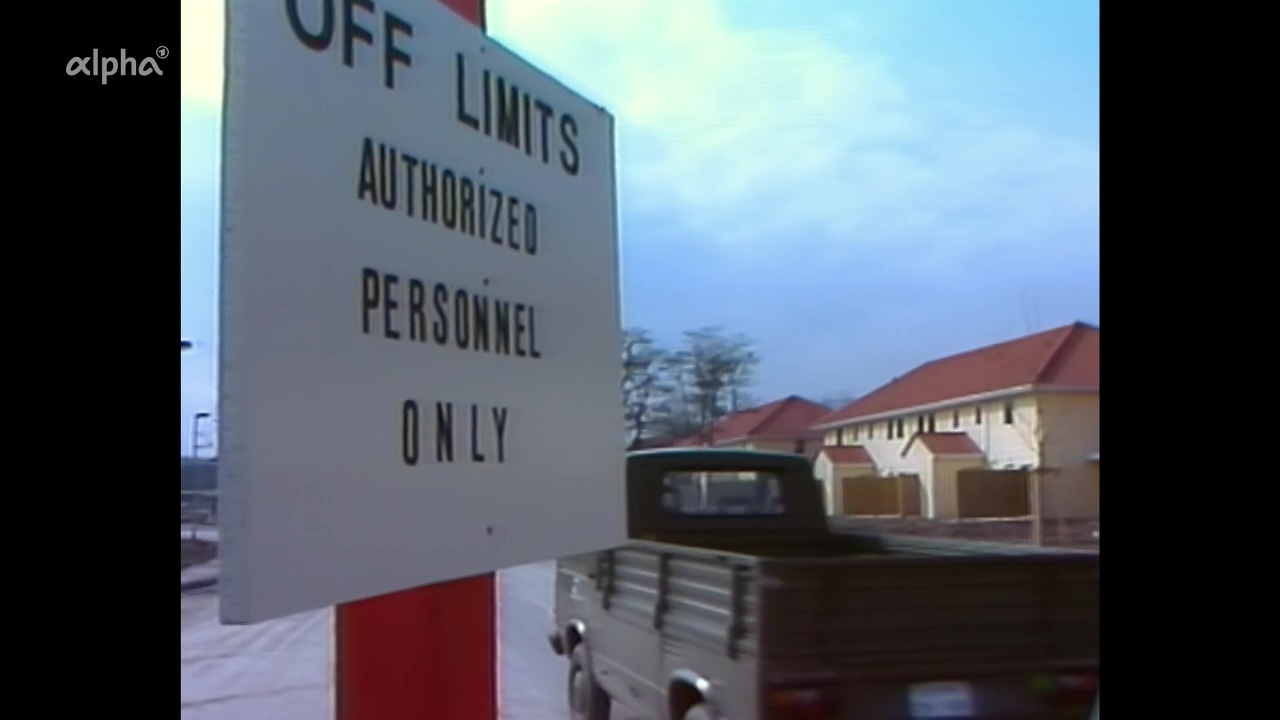 alpha
OFF LIMITS
AUTHORIZED
PERSONNEL
ONLY